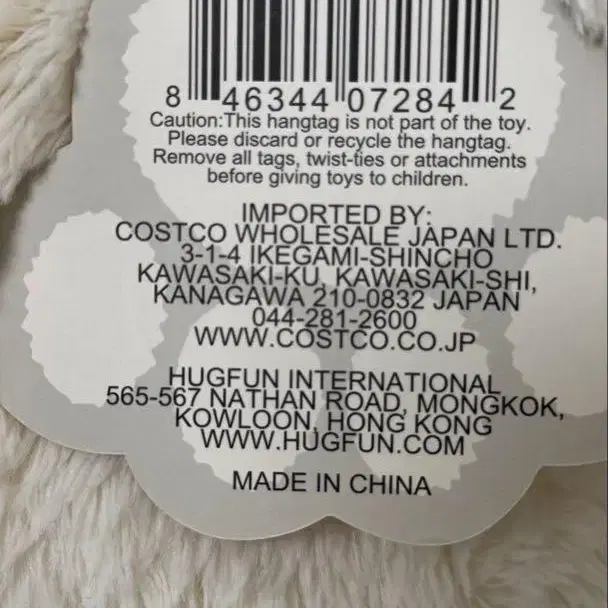 8 46344 07284 2
Caution:This hangtag is not part of the toy.
Please discard or recycle the hangtag.
Remove all tags, twist-ties or attachments
before giving toys to children.
IMPORTED BY:
COSTCO WHOLESALE JAPAN LTD.
3-1-4 IKEGAMI-SHINCHO
KAWASAKI-KU, KAWASAKI-SHI,
KANAGAWA 210-0832 JAPAN
044-281-2600
WWW.COSTCO.CO.JP
HUGFUN INTERNATIONAL
565-567 NATHAN ROAD, MONGKOK,
KOWLOON, HONG KONG
WWW.HUGFUN.COM
MADE IN CHINA